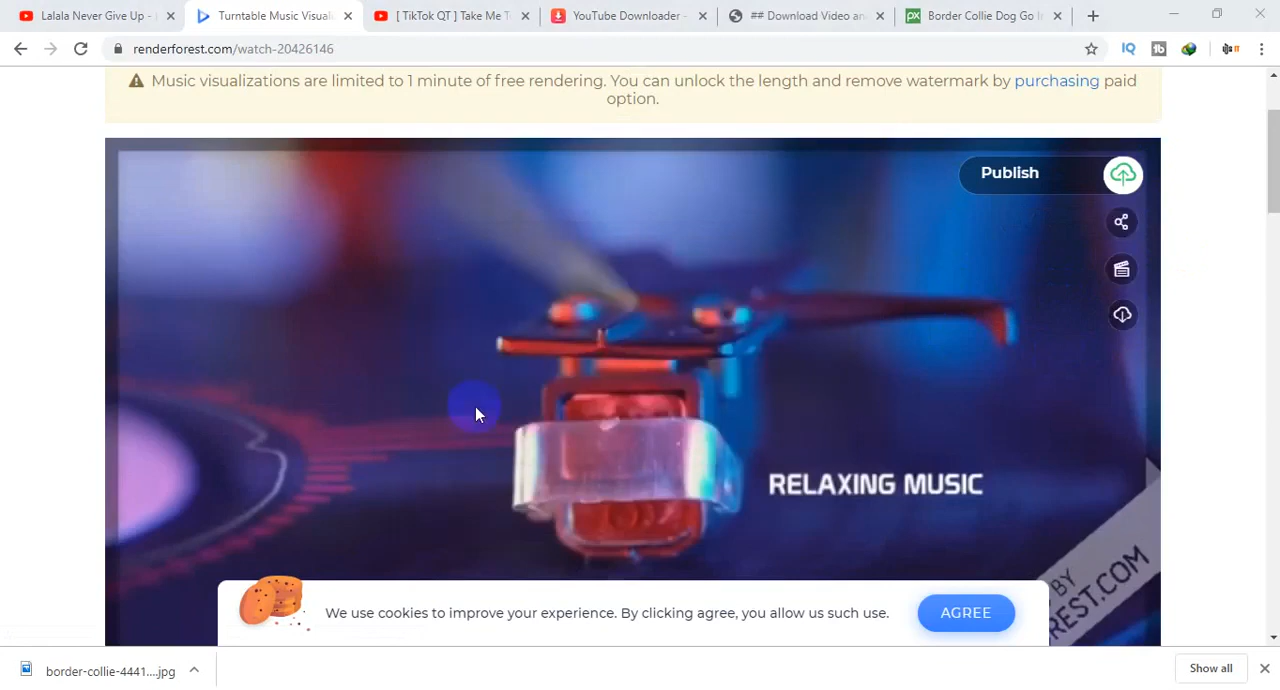 Lalala Never Give Up -
Turntable Music Visuali
[ TikTok QT ] Take Me T
YouTube Downloader -
## Download Video an
Border Collie Dog Go I
renderforest.com/watch-20426146
Music visualizations are limited to 1 minute of free rendering. You can unlock the length and remove watermark by purchasing paid
option.
Publish
RELAXING MUSIC
BY
REST.COM
We use cookies to improve your experience. By clicking agree, you allow us such use.
AGREE
border-collie-4441....jpg
Show all